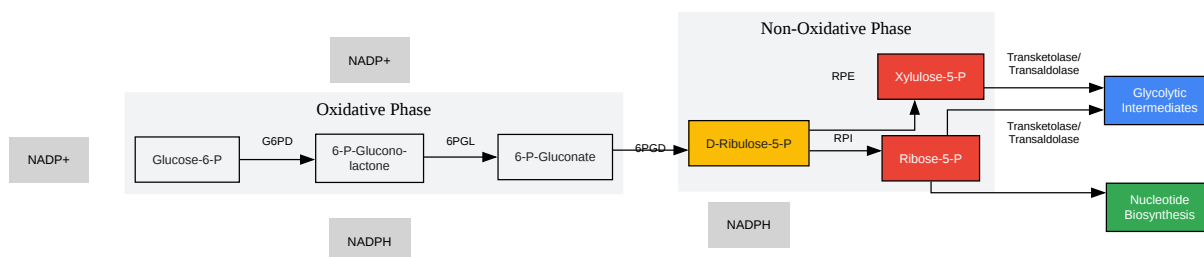 Non-Oxidative Phase
NADP+
Transketolase/
Transaldolase
RPE
Xylulose-5-P
Glycolytic
Intermediates
Oxidative Phase
NADP+
Glucose-6-P
G6PD
6-P-Glucono-
lactone
6PGL
6-P-Gluconate
6PGD
D-Ribulose-5-P
RPI
Ribose-5-P
Transketolase/
Transaldolase
Nucleotide
Biosynthesis
NADPH
NADPH